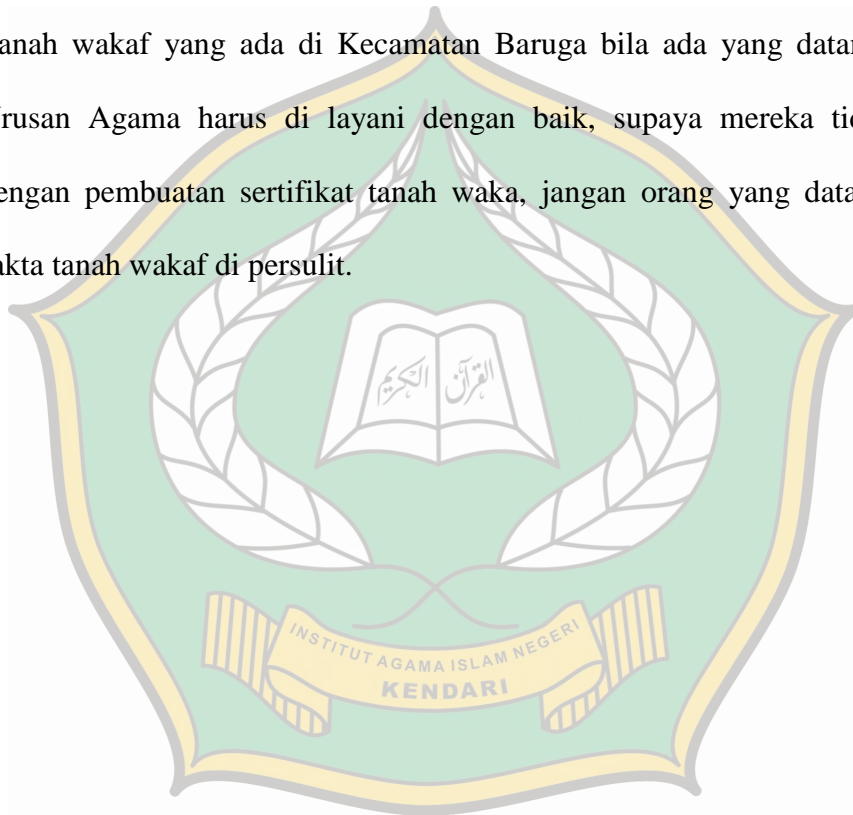 anah wakaf yang ada di Kecamatan Baruga bila ada yang
rusan Agama harus di layani dengan baik, supaya mereka
engan pembuatan sertifikat tanah waka, jangan orang yang data
akta tanah wakaf di persulit.
القرآن الكريم
INSTITUT AGAMA ISLAM NEGERI
KENDARI